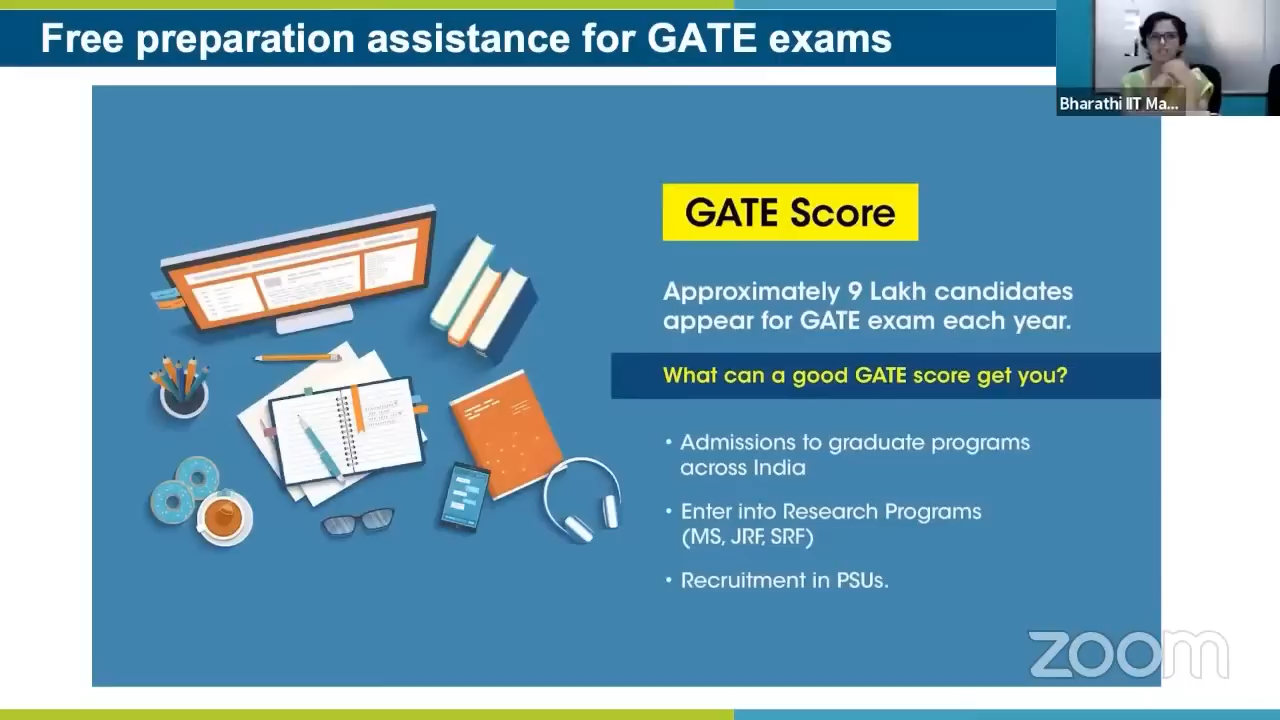 Free preparation assistance for GATE exams
Bharathi IIT Ma...
GATE Score
Approximately 9 Lakh candidates
appear for GATE exam each year.
What can a good GATE score get you?
• Admissions to graduate programs
across India
• Enter into Research Programs
(MS, JRF, SRF)
• Recruitment in PSUs.
zoom